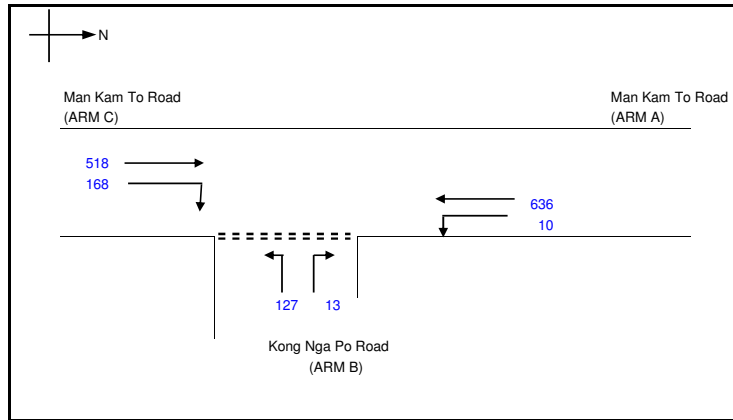 N
Man Kam To Road
(ARM C)
Man Kam To Road
(ARM A)
518
168
636
10
127 13
Kong Nga Po Road
(ARM B)